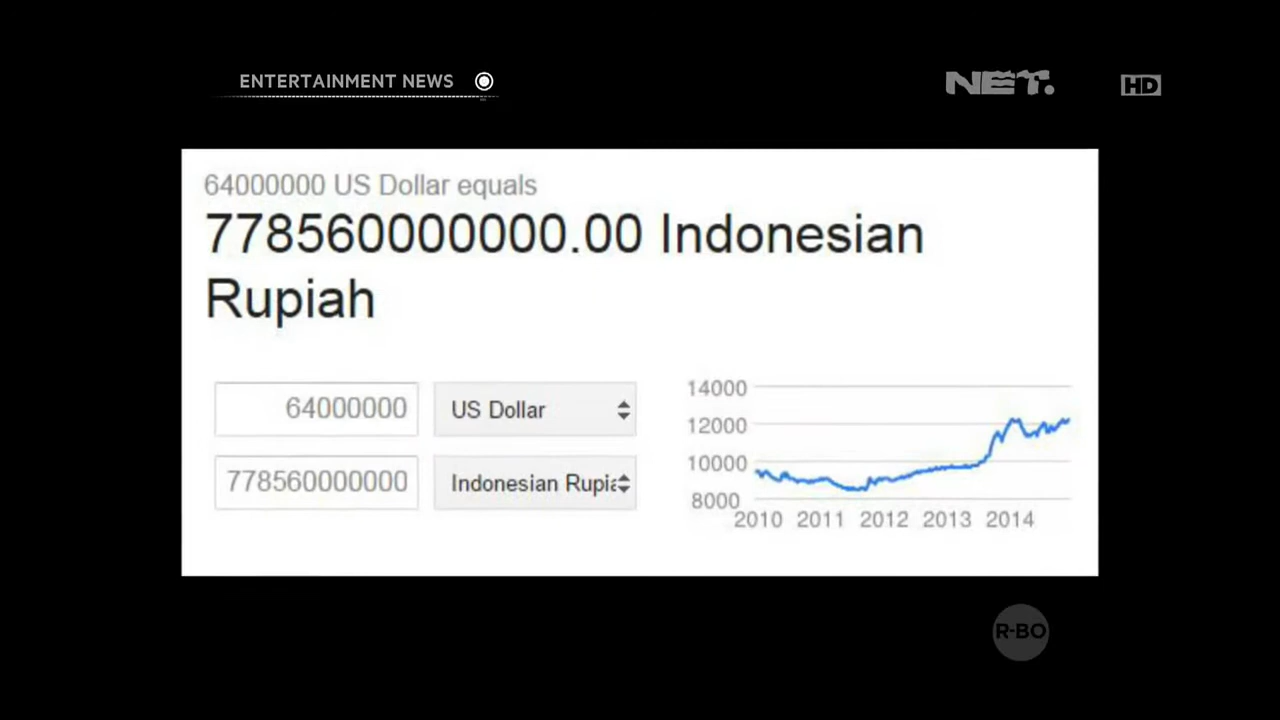 ENTERTAINMENT NEWS
NET.
HD
64000000 US Dollar equals
778560000000.00 Indonesian
Rupiah
64000000 US Dollar
778560000000 Indonesian Rupia
14000
12000
10000
8000
2010 2011 2012 2013 2014
R-BO